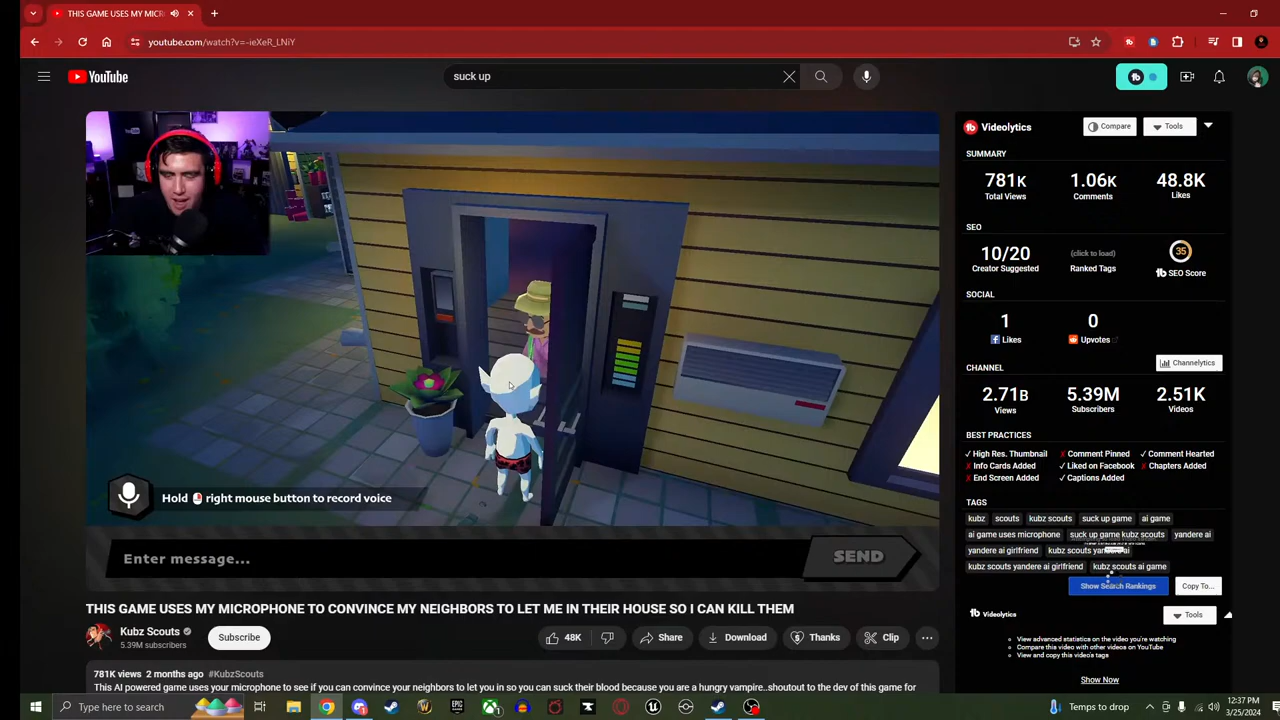 THIS GAME USES MY MICR
youtube.com/watch?v=-ieXeR_LNiY
YouTube
suck up
Hold right mouse button to record voice
Enter message...
SEND
THIS GAME USES MY MICROPHONE TO CONVINCE MY NEIGHBORS TO LET ME IN THEIR HOUSE SO I CAN KILL THEM
Kubz Scouts
5.39M subscribers
Subscribe
48K
Share
Download
Thanks
Clip
781K views 2 months ago #KubzScouts
This AI powered game uses your microphone to see if you can convince your neighbors to let you in so you can suck their blood because you are a hungry vampire..shoutout to the dev of this game for
Videolytics
Compare
Tools
SUMMARY
781K 1.06K 48.8K
Total Views Comments Likes
SEO
10/20 (click to load) 35
Creator Suggested Ranked Tags tb SEO Score
SOCIAL
1 0
Likes Upvotes
CHANNEL
Channelytics
2.71B 5.39M 2.51K
Views Subscribers Videos
BEST PRACTICES
✓ High Res. Thumbnail ✗ Comment Pinned ✓ Comment Hearted
✗ Info Cards Added ✓ Liked on Facebook ✗ Chapters Added
✗ End Screen Added ✓ Captions Added
TAGS
kubz scouts kubz scouts suck up game ai game
ai game uses microphone suck up game kubz scouts yandere ai
yandere ai girlfriend kubz scouts yandere ai
kubz scouts yandere ai girlfriend kubz scouts ai game
Show Search Rankings
Copy To...
Videolytics
Tools
View advanced statistics on the video you're watching
Compare this video with other videos on YouTube
View and copy this video's tags
Show Now
Type here to search
Temps to drop
12:37 PM
3/25/2024